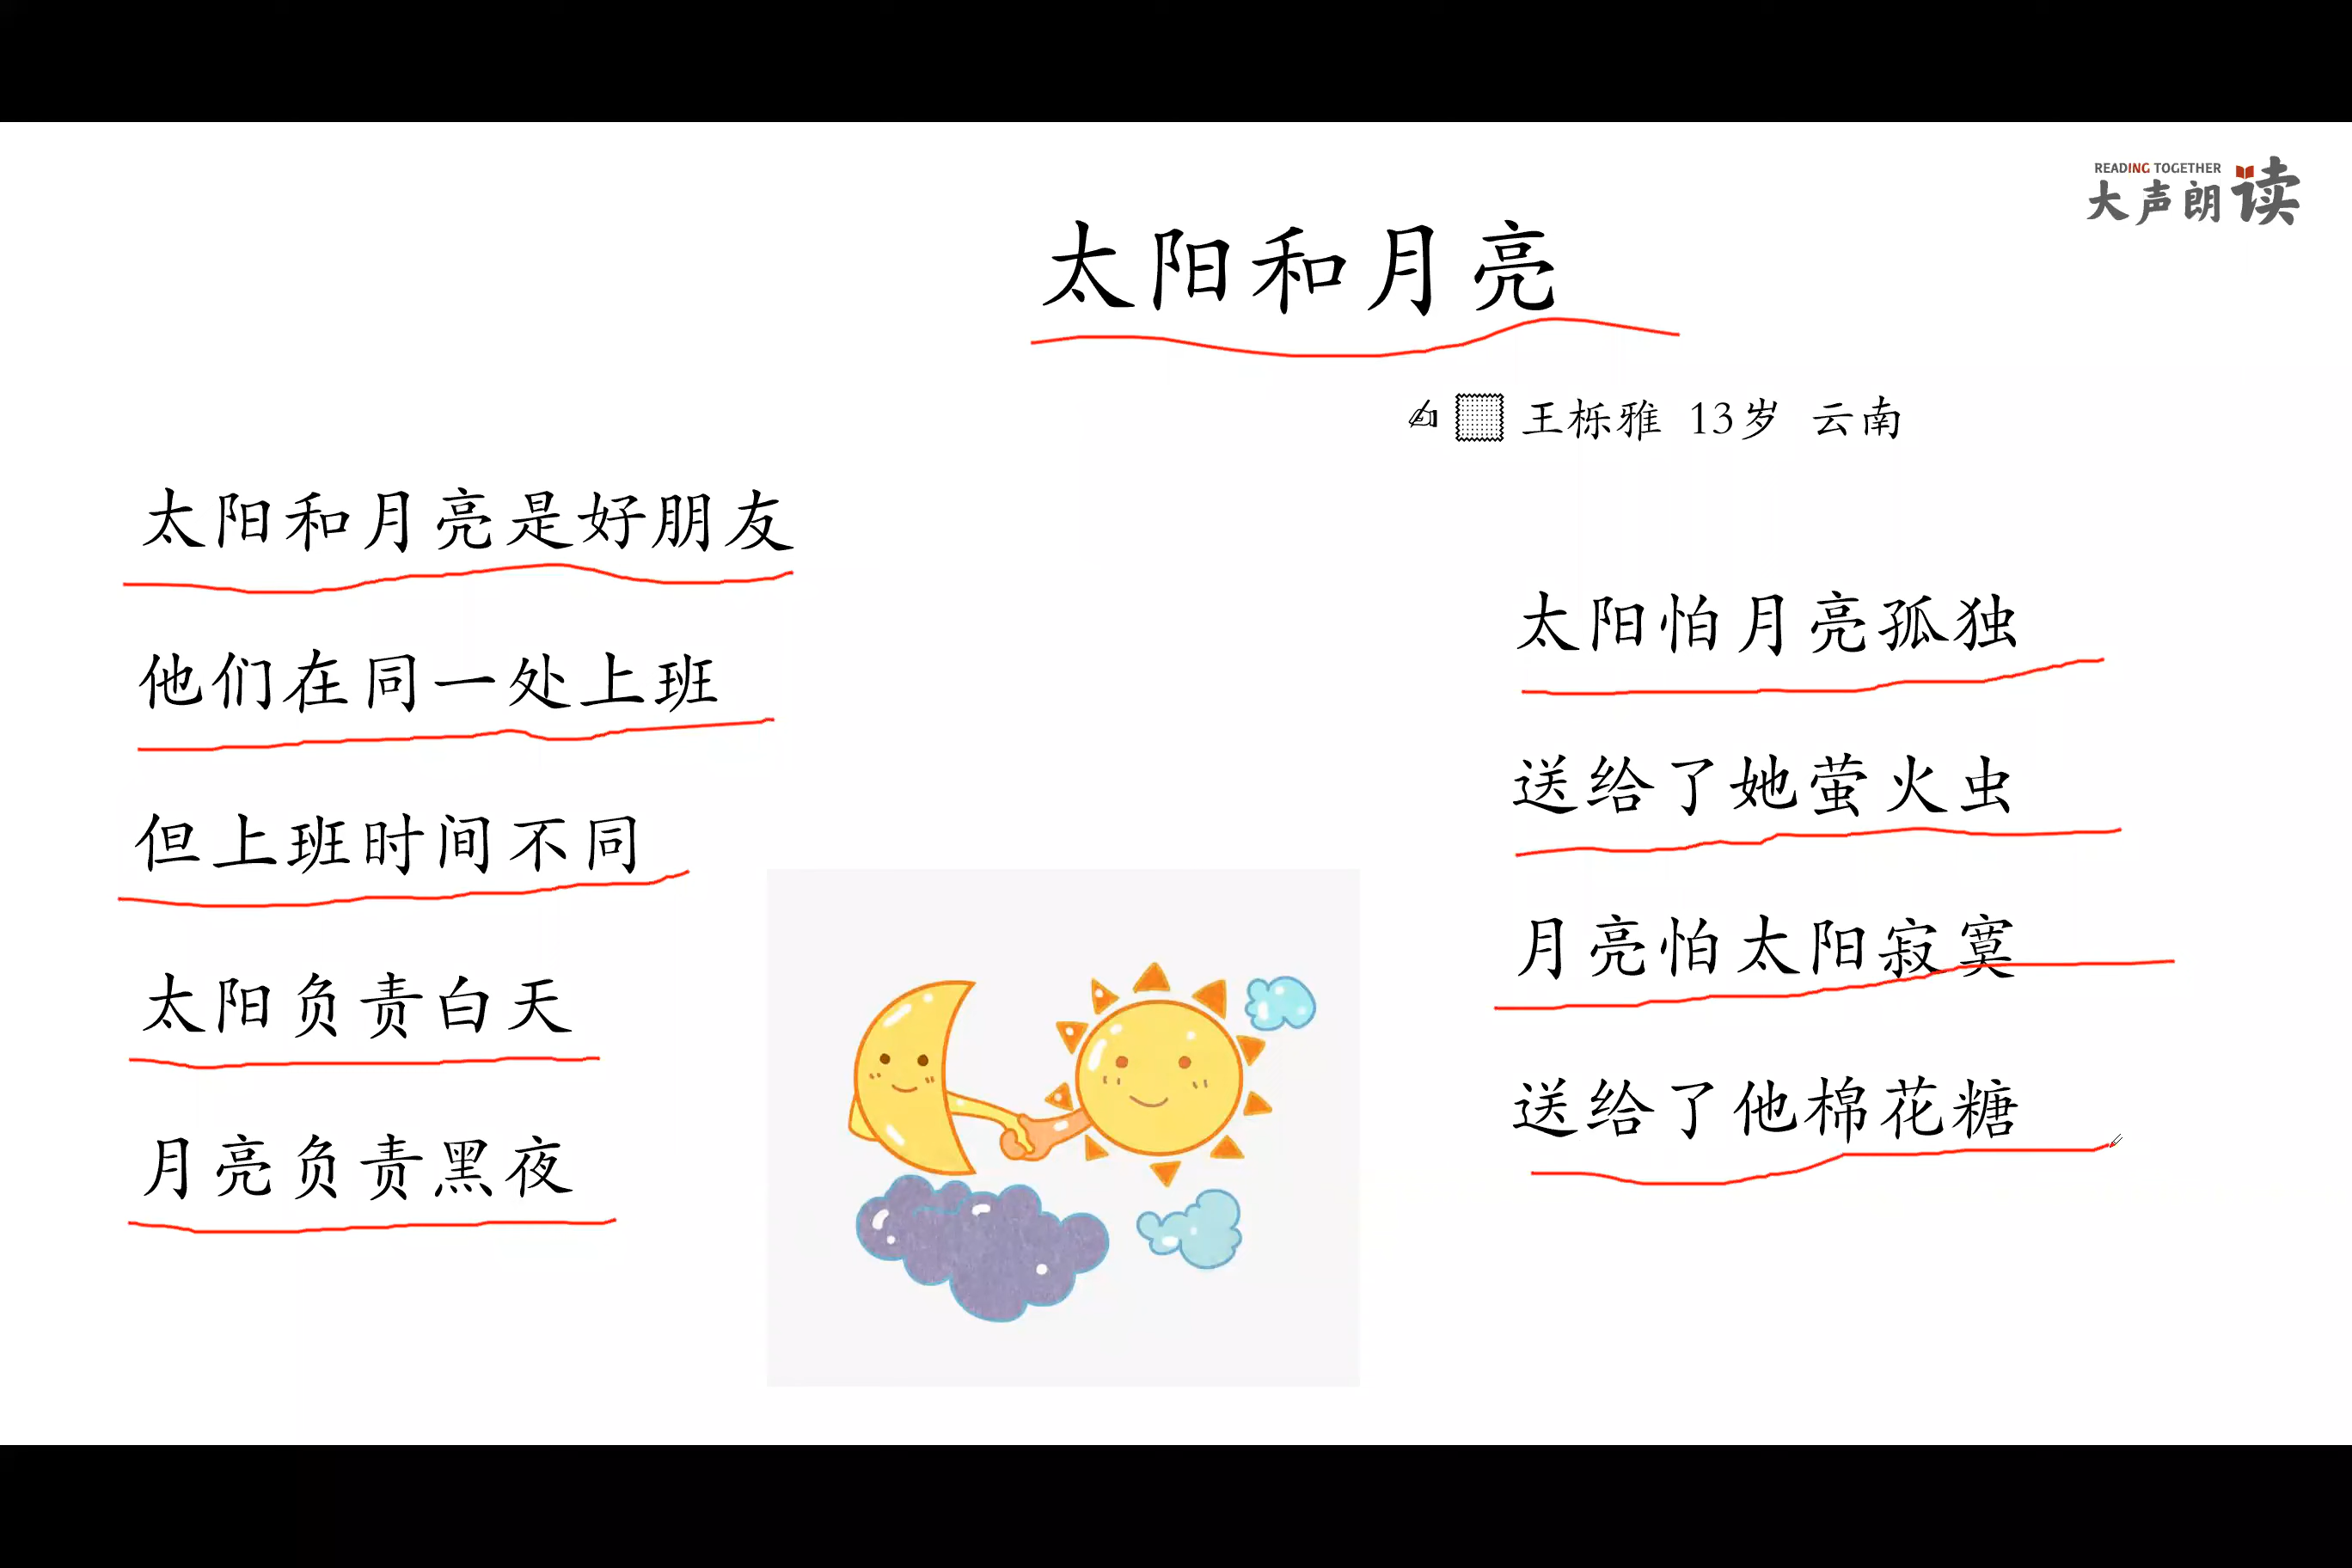 READING TOGETHER
大声朗读
太阳和月亮
王栎雅 13岁 云南
太阳和月亮是好朋友
他们在同一处上班
但上班时间不同
太阳负责白天
月亮负责黑夜
太阳怕月亮孤独
送给了她萤火虫
月亮怕太阳寂寞
送给了他棉花糖